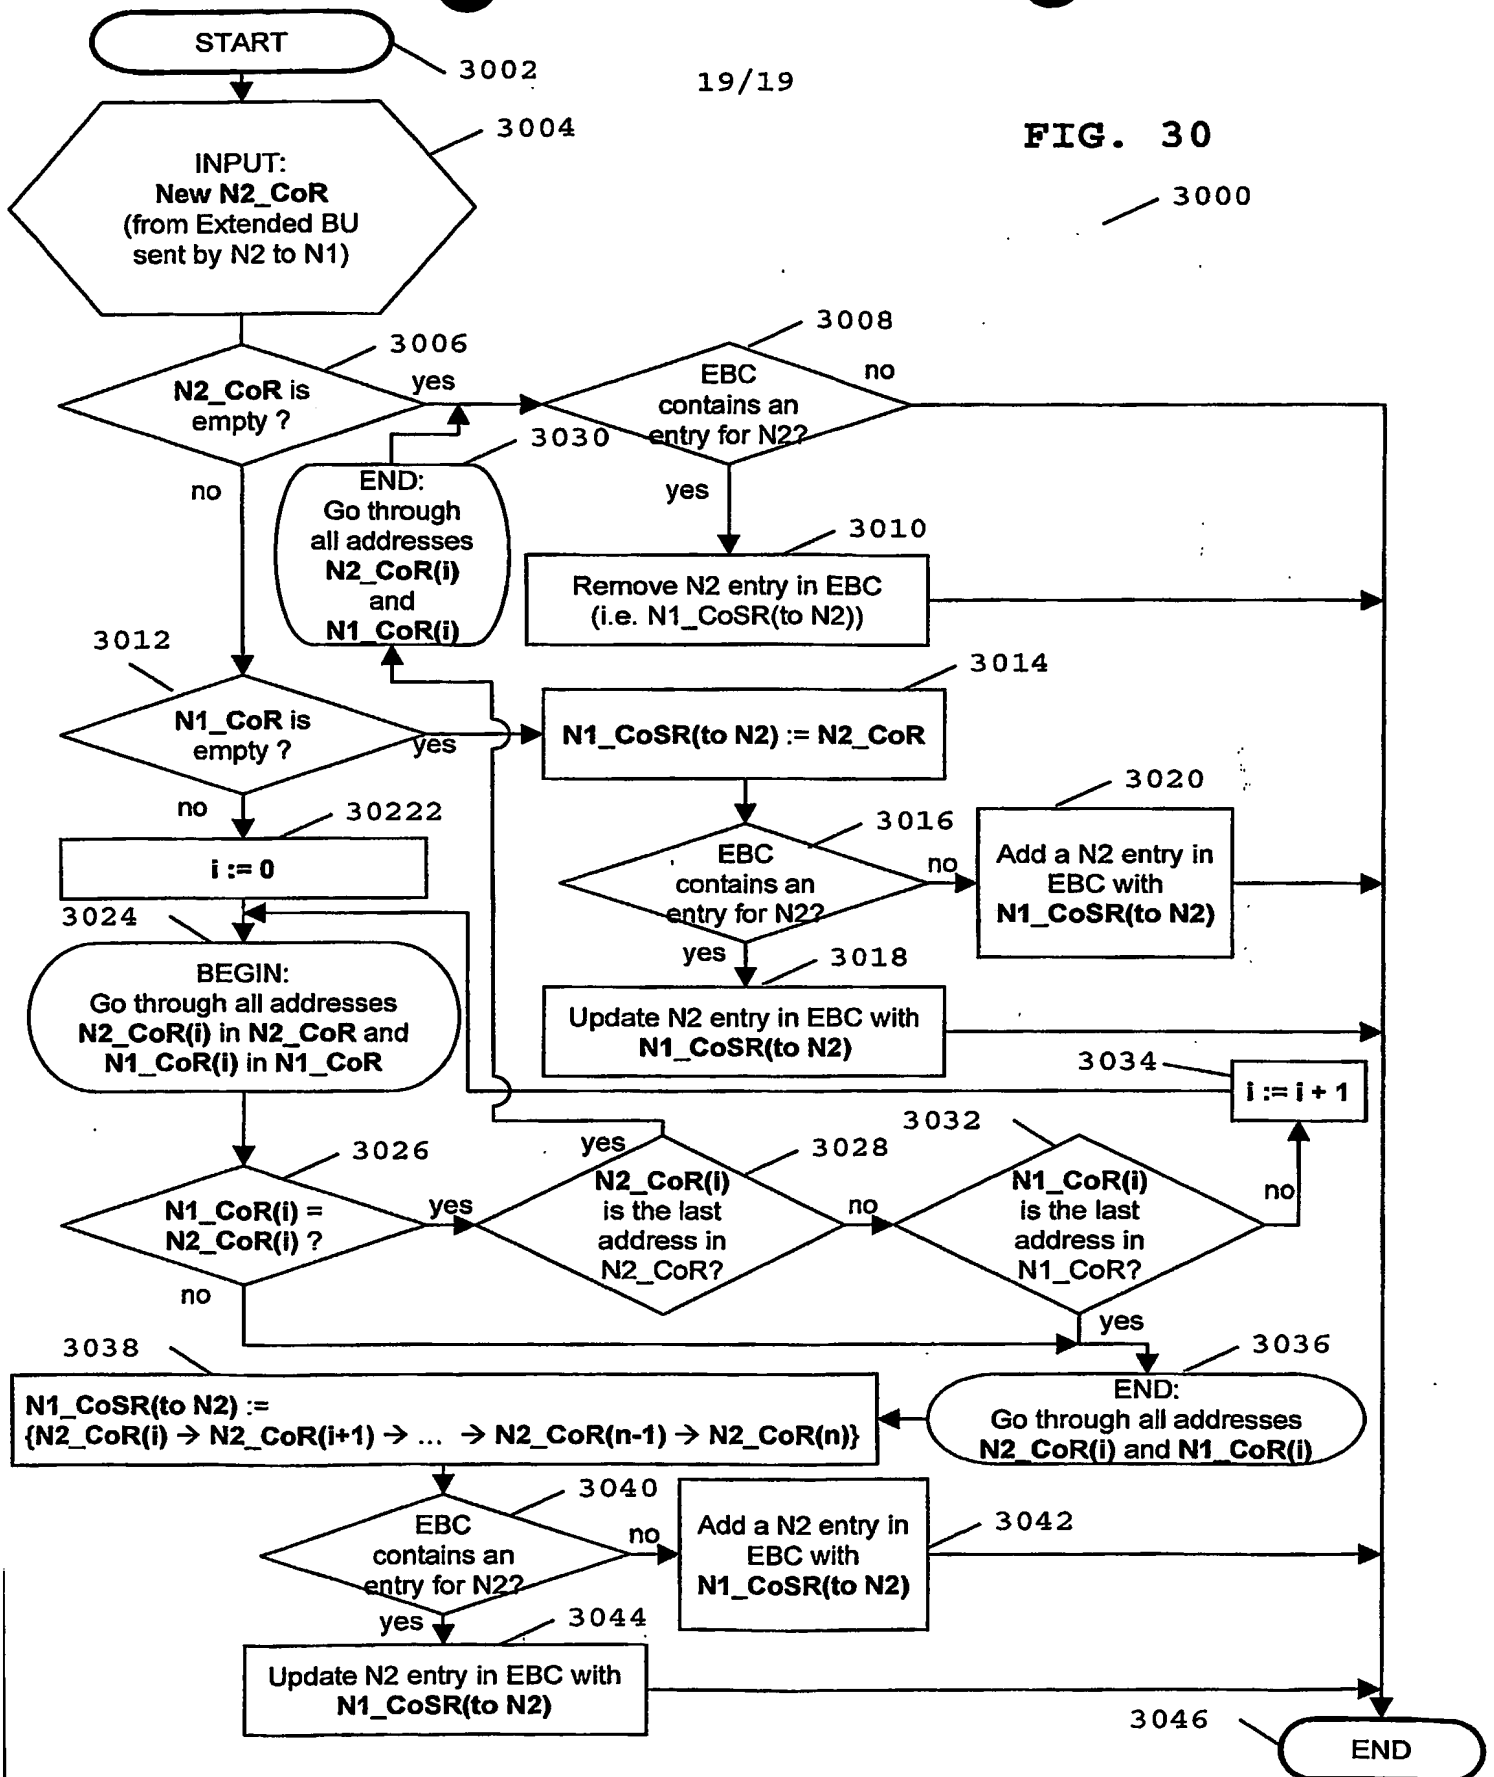 START
3002
19/19
FIG. 30
3004
3000
INPUT:
New N2_CoR
(from Extended BU
sent by N2 to N1)
3006
3008
N2_CoR is
empty ?
yes
EBC
contains an
entry for N2?
no
3030
no
END:
Go through
all addresses
N2_CoR(i)
and
N1_CoR(i)
yes
3010
Remove N2 entry in EBC
(i.e. N1_CoSR(to N2))
3012
3014
N1_CoR is
empty ?
yes
N1_CoSR(to N2) := N2_CoR
no
30222
3016
3020
i := 0
EBC
contains an
entry for N2?
no
Add a N2 entry in
EBC with
N1_CoSR(to N2)
3024
yes
3018
BEGIN:
Go through all addresses
N2_CoR(i) in N2_CoR and
N1_CoR(i) in N1_CoR
Update N2 entry in EBC with
N1_CoSR(to N2)
3034
i := i + 1
3026
yes
3028
3032
N1_CoR(i) =
N2_CoR(i) ?
yes
N2_CoR(i)
is the last
address in
N2_CoR?
no
N1_CoR(i)
is the last
address in
N1_CoR?
no
no
yes
3038
3036
N1_CoSR(to N2) :=
{N2_CoR(i) → N2_CoR(i+1) → ... → N2_CoR(n-1) → N2_CoR(n)}
END:
Go through all addresses
N2_CoR(i) and N1_CoR(i)
3040
EBC
contains an
entry for N2?
no
Add a N2 entry in
EBC with
N1_CoSR(to N2)
3042
yes
3044
Update N2 entry in EBC with
N1_CoSR(to N2)
3046
END